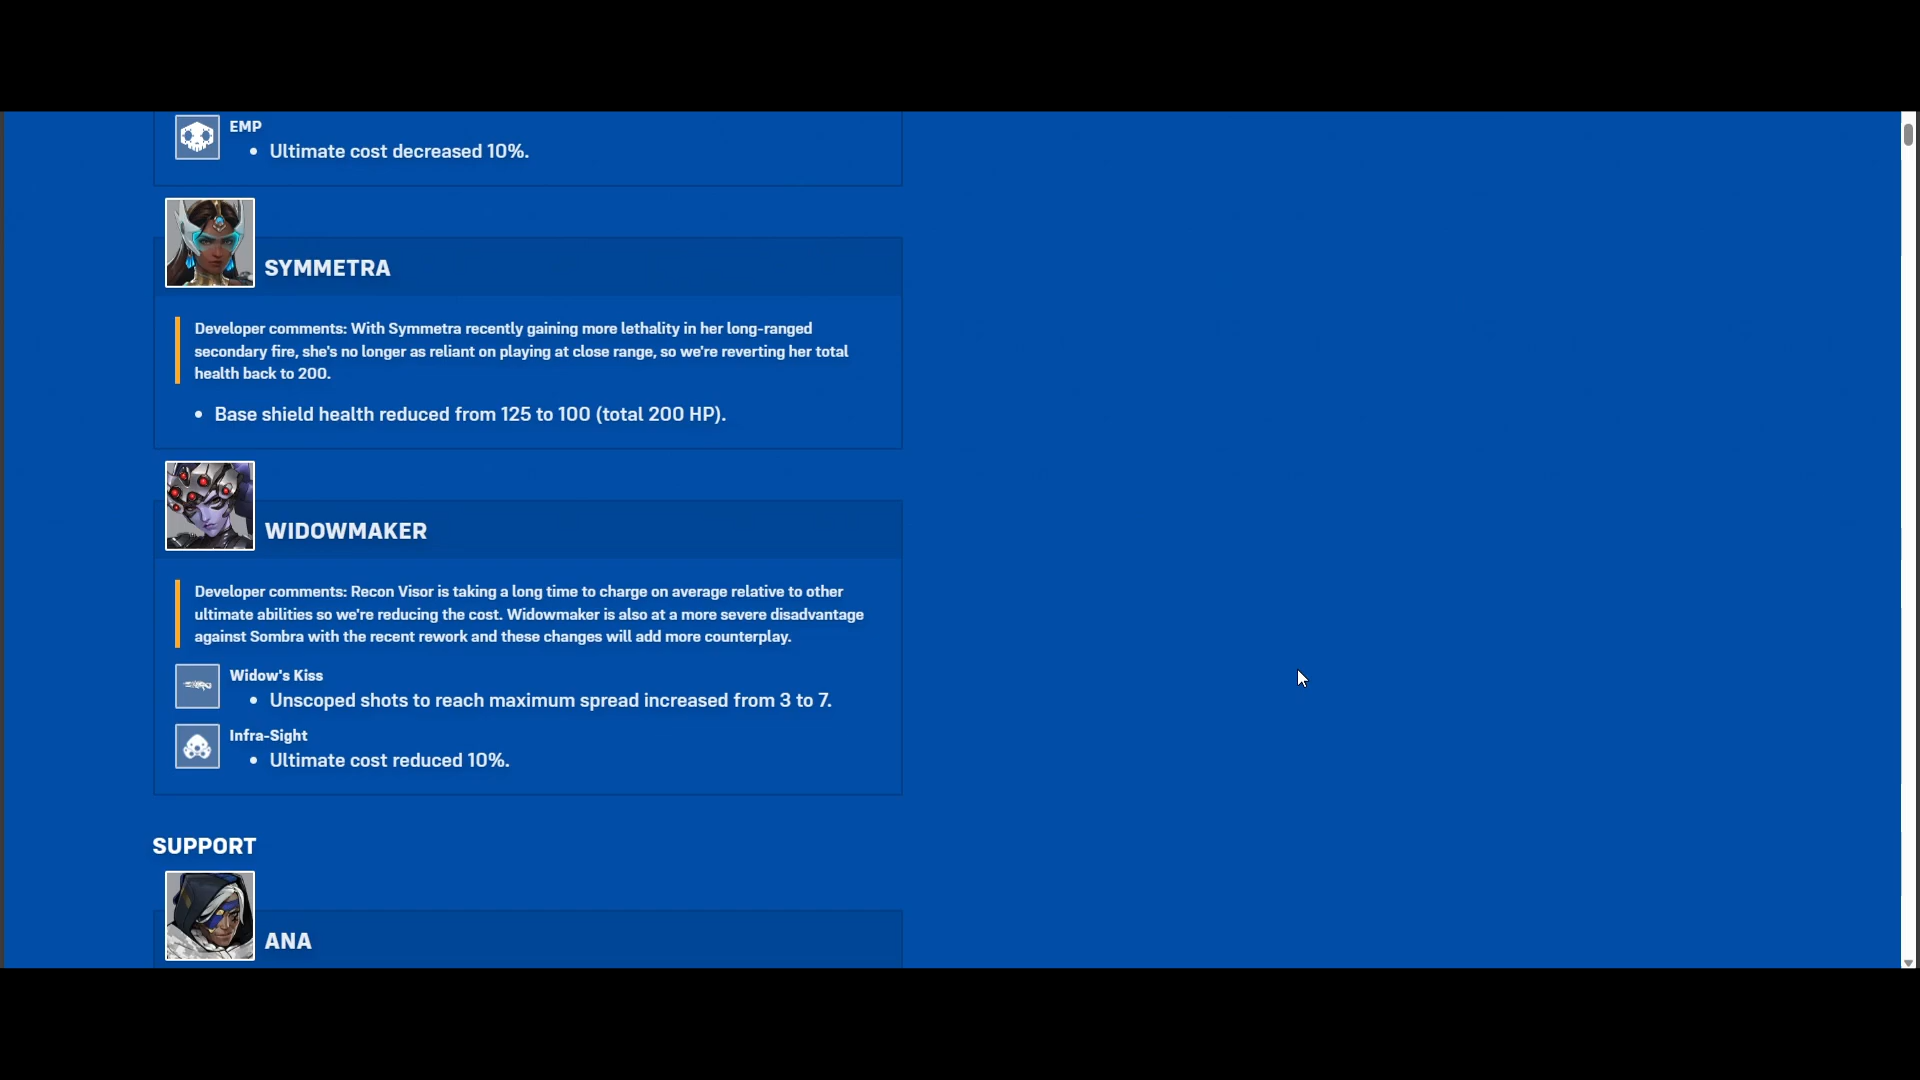 EMP
• Ultimate cost decreased 10%.
SYMMETRA
Developer comments: With Symmetra recently gaining more lethality in her long-ranged
secondary fire, she's no longer as reliant on playing at close range, so we're reverting her total
health back to 200.
• Base shield health reduced from 125 to 100 (total 200 HP).
WIDOWMAKER
Developer comments: Recon Visor is taking a long time to charge on average relative to other
ultimate abilities so we're reducing the cost. Widowmaker is also at a more severe disadvantage
against Sombra with the recent rework and these changes will add more counterplay.
Widow's Kiss
• Unscoped shots to reach maximum spread increased from 3 to 7.
Infra-Sight
• Ultimate cost reduced 10%.
SUPPORT
ANA